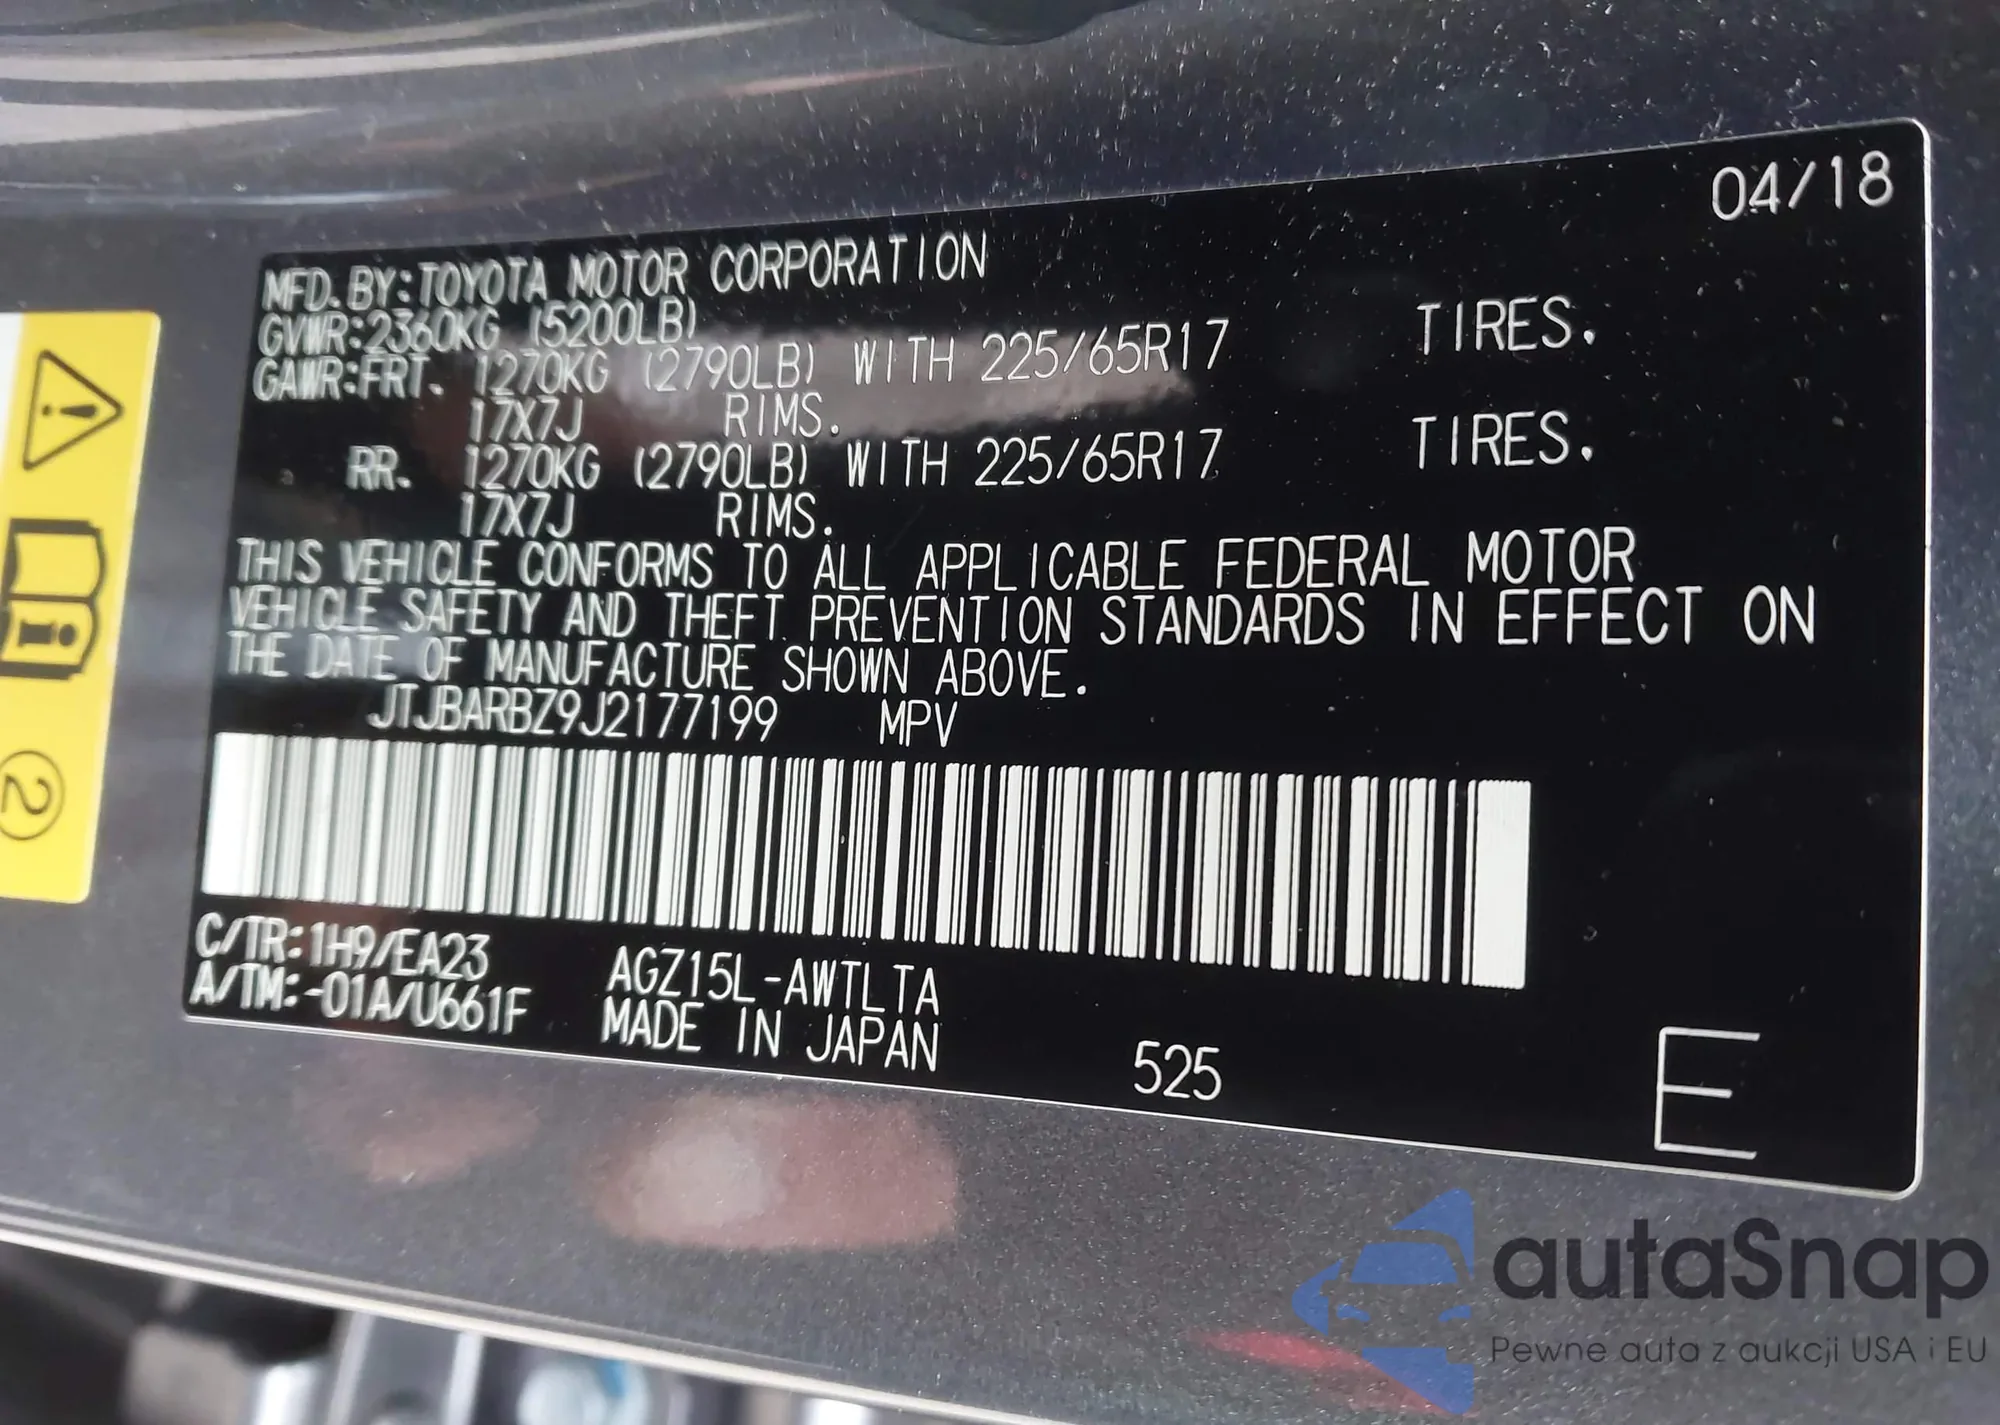 04/18
MFD. BY: TOYOTA MOTOR CORPORATION
GVWR: 2360KG (5200LB)
GAWR: FRT. 1270KG (2790LB) WITH 225/65R17 TIRES.
17X7J RIMS.
RR. 1270KG (2790LB) WITH 225/65R17 TIRES.
17X7J RIMS.
THIS VEHICLE CONFORMS TO ALL APPLICABLE FEDERAL MOTOR
VEHICLE SAFETY AND THEFT PREVENTION STANDARDS IN EFFECT ON
THE DATE OF MANUFACTURE SHOWN ABOVE.
JTJBARBZ9J2177199 MPV
C/TR: 1H9/EA23 AGZ15L-AWTLTA
A/TM: -01A/U661F MADE IN JAPAN
525
E
2
autaSnap
Pewne auta z aukcji USA i EU